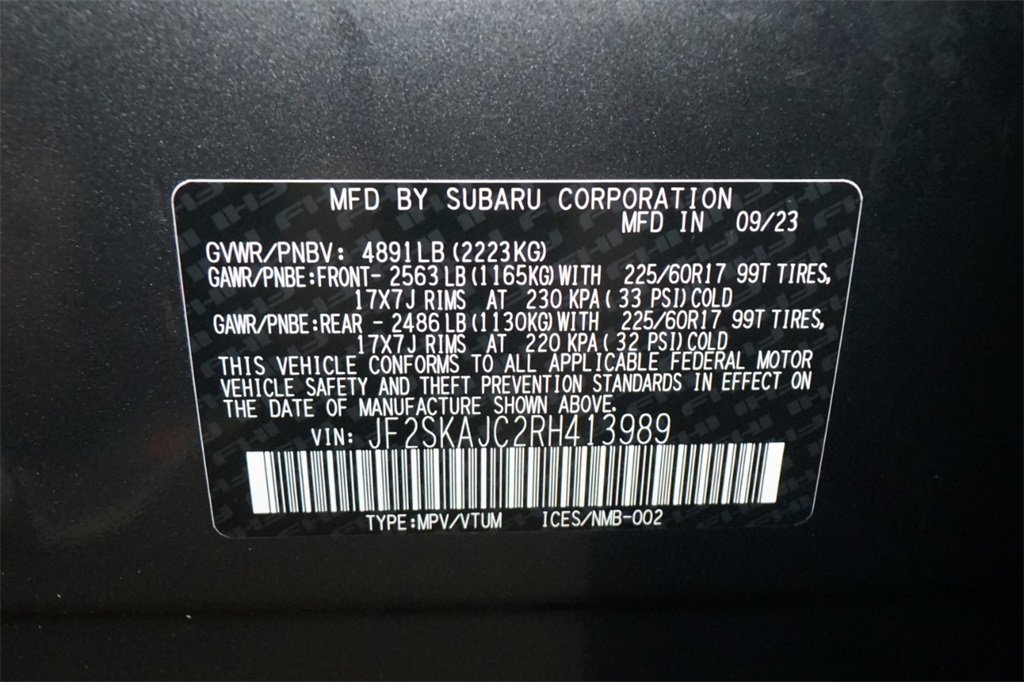 MFD BY SUBARU CORPORATION
MFD IN 09/23
GVWR/PNBV: 4891LB(2223KG)
GAWR/PNBE:FRONT- 2563LB(1165KG)WITH 225/60R17 99T TIRES,
17X7J RIMS AT 230 KPA( 33 PSI)COLD
GAWR/PNBE:REAR - 2486LB(1130KG)WITH 225/60R17 99T TIRES,
17X7J RIMS AT 220 KPA( 32 PSI)COLD
THIS VEHICLE CONFORMS TO ALL APPLICABLE FEDERAL MOTOR
VEHICLE SAFETY AND THEFT PREVENTION STANDARDS IN EFFECT ON
THE DATE OF MANUFACTURE SHOWN ABOVE.
VIN: JF2SKAJC2RH413989
TYPE:MPV/VTUM ICES/NMB-002